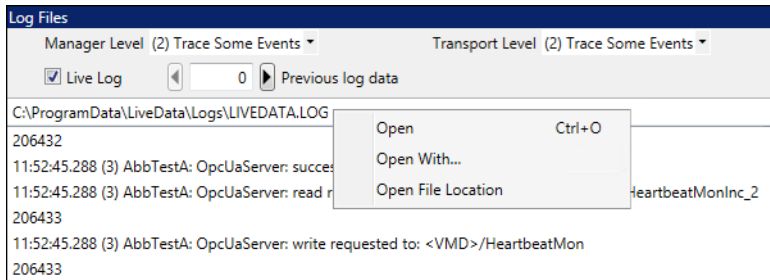 Log Files
Manager Level (2) Trace Some Events Transport Level (2) Trace Some Events
Live Log 0 Previous log data
C:\ProgramData\LiveData\Logs\LIVEDATA.LOG
Open Ctrl+O
206432
Open With...
11:52:45.288 (3) AbbTestA: OpcUaServer:
11:52:45.288 (3) AbbTestA: OpcUaServer: read
Open File Location
206433
11:52:45.288 (3) AbbTestA: OpcUaServer: write requested to: <VMD>/HeartbeatMon
206433